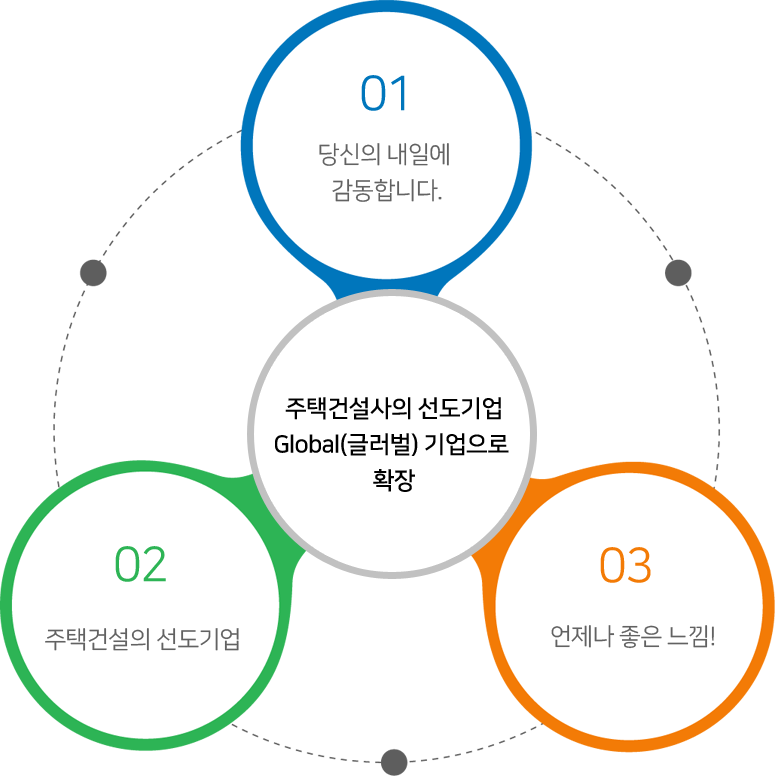 01
당신의 내일에
감동합니다.
주택건설사의 선도기업
Global(글러벌) 기업으로
확장
02
주택건설의 선도기업
03
언제나 좋은 느낌!